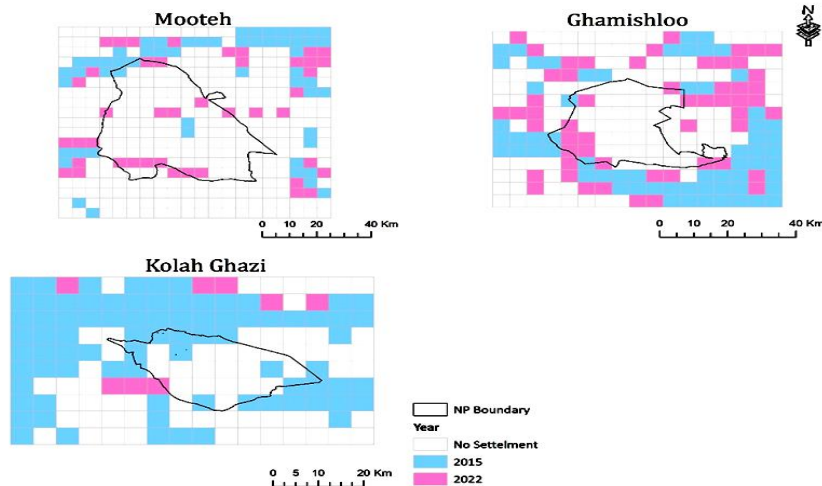 Mooteh
Ghamishloo
N
0 10 20 40 Km
0 10 20 40 Km
Kolah Ghazi
0 5 10 20 Km
NP Boundary
Year
No Settelment
2015
2022